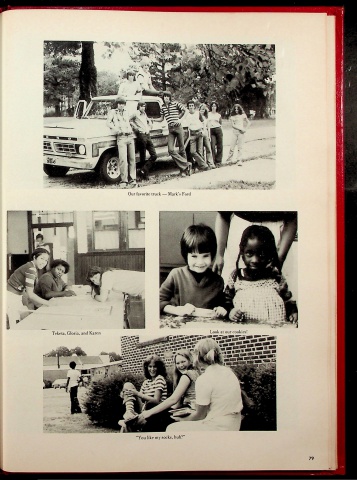 Our favorite truck — Mark's Ford
Teketa, Gloria, and Karen
Look at our cookies!
"You like my socks, huh?"
79